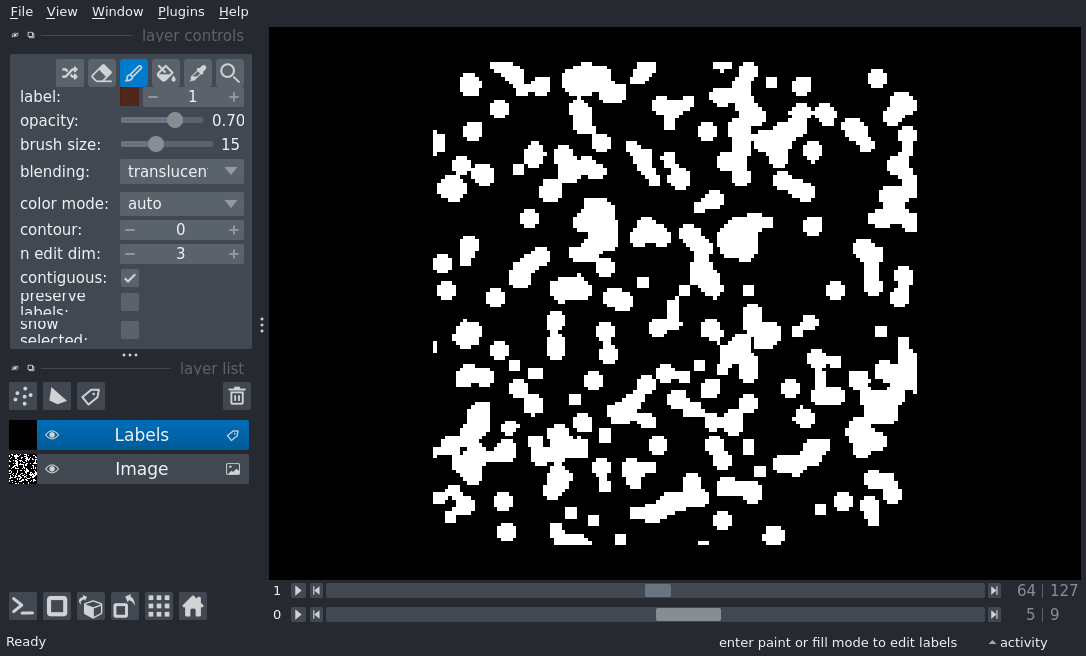 File View Window Plugins Help
layer controls
label: 1
opacity: 0.70
brush size: 15
blending: translucen
color mode: auto
contour: 0
n edit dim: 3
contiguous:
preserve
labels:
show
selected:
layer list
Labels
Image
1 64 | 127
0 5 | 9
Ready enter paint or fill mode to edit labels activity